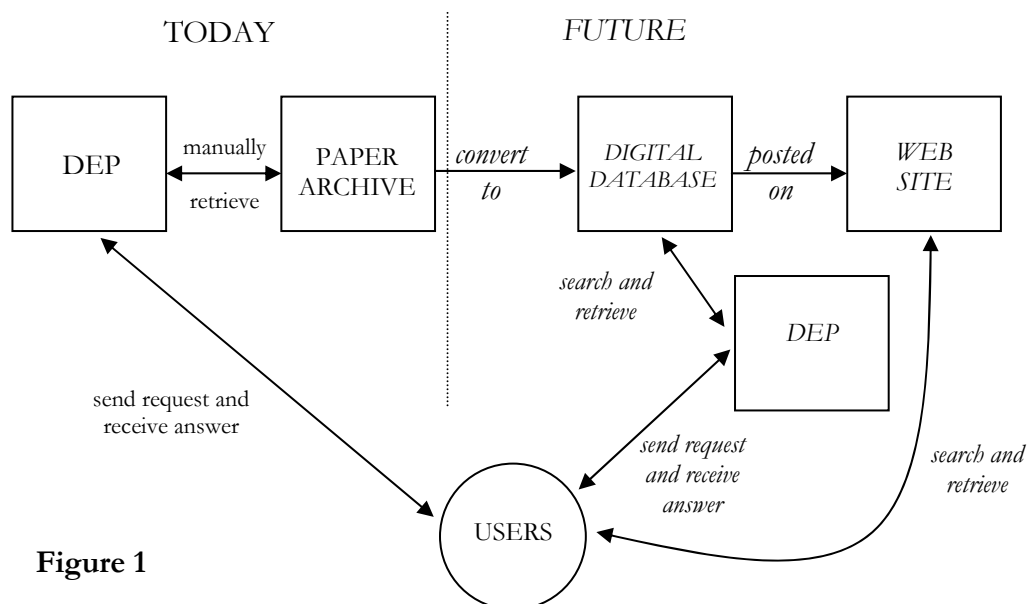 TODAY
FUTURE
DEP
manually
retrieve
PAPER
ARCHIVE
convert
to
DIGITAL
DATABASE
posted
on
WEB
SITE
search and
retrieve
DEP
send request and
receive answer
send request
and receive
answer
search and
retrieve
USERS
Figure 1